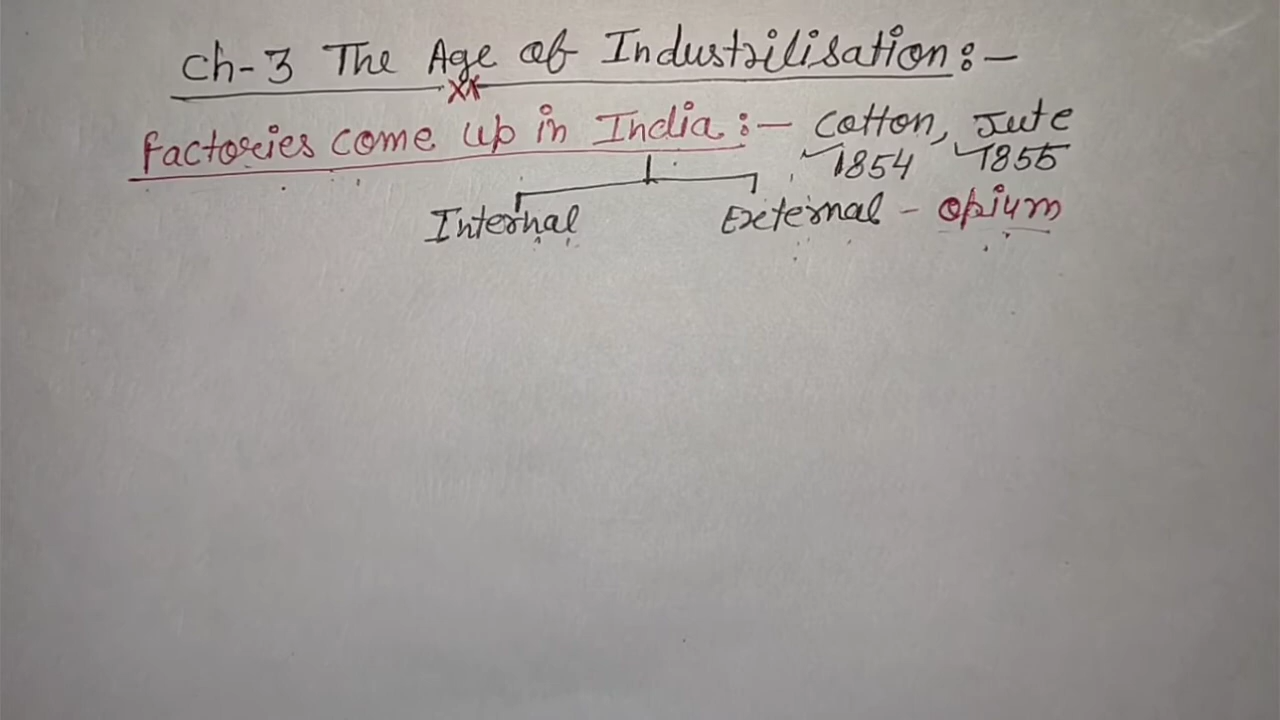 Ch-3 The Age of Industrilisation:-
factories come up in India:- Cotton, Jute
1854 1855
Internal External - opium